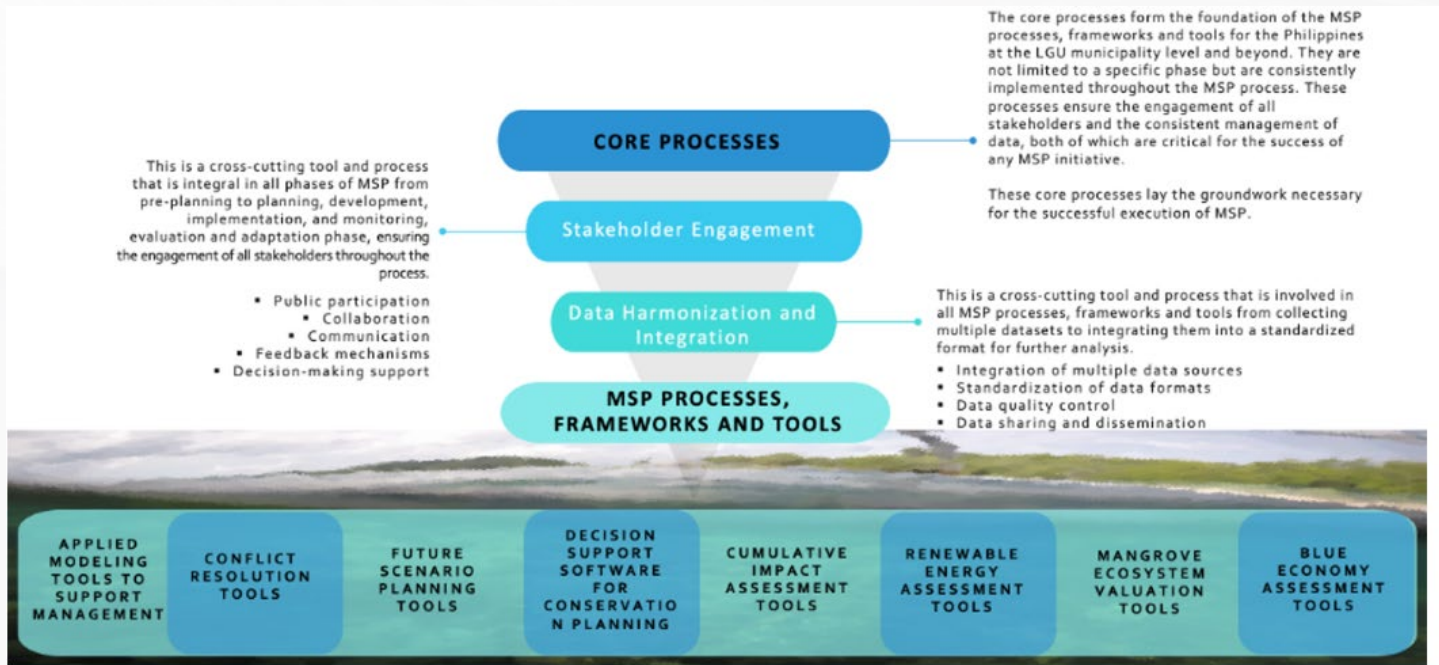 The core processes form the foundation of the MSP
processes, frameworks and tools for the Philippines
at the LGU municipality level and beyond. They are
not limited to a specific phase but are consistently
implemented throughout the MSP process. These
processes ensure the engagement of all
stakeholders and the consistent management of
data, both of which are critical for the success of
any MSP initiative.
These core processes lay the groundwork necessary
for the successful execution of MSP.
CORE PROCESSES
This is a cross-cutting tool and process
that is integral in all phases of MSP from
pre-planning to planning, development,
implementation, and monitoring,
evaluation and adaptation phase, ensuring
the engagement of all stakeholders throughout the
process.
▪ Public participation
▪ Collaboration
▪ Communication
▪ Feedback mechanisms
▪ Decision-making support
Stakeholder Engagement
Data Harmonization and
Integration
This is a cross-cutting tool and process that is involved in
all MSP processes, frameworks and tools from collecting
multiple datasets to integrating them into a standardized
format for further analysis.
▪ Integration of multiple data sources
▪ Standardization of data formats
▪ Data quality control
▪ Data sharing and dissemination
MSP PROCESSES,
FRAMEWORKS AND TOOLS
APPLIED
MODELING
TOOLS TO
SUPPORT
MANAGEMENT
CONFLICT
RESOLUTION
TOOLS
FUTURE
SCENARIO
PLANNING
TOOLS
DECISION
SUPPORT
SOFTWARE
FOR
CONSERVATIO
N PLANNING
CUMULATIVE
IMPACT
ASSESSMENT
TOOLS
RENEWABLE
ENERGY
ASSESSMENT
TOOLS
MANGROVE
ECOSYSTEM
VALUATION
TOOLS
BLUE
ECONOMY
ASSESSMENT
TOOLS